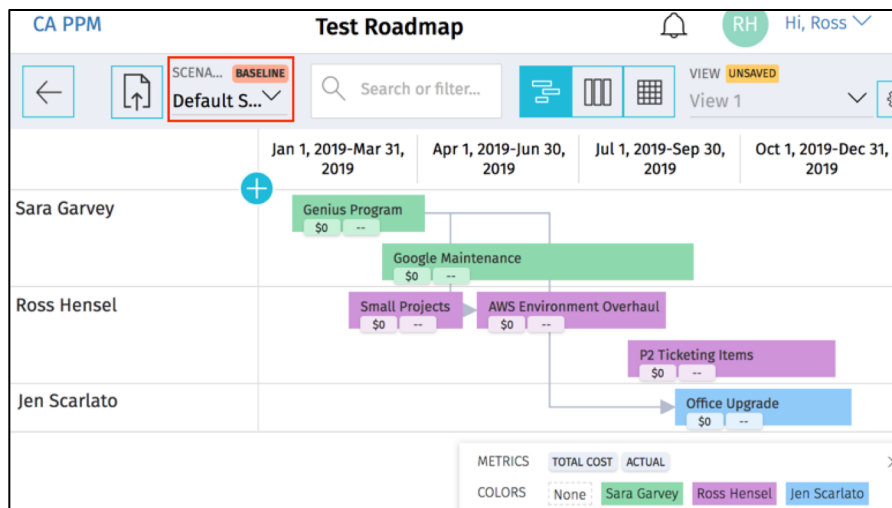 CA PPM
Test Roadmap
RH
Hi, Ross
SCENA... BASELINE
Default S...
Search or filter...
VIEW UNSAVED
View 1
Jan 1, 2019-Mar 31,
2019
Apr 1, 2019-Jun 30,
2019
Jul 1, 2019-Sep 30,
2019
Oct 1, 2019-Dec 31,
2019
Sara Garvey
Genius Program
$0 --
Google Maintenance
$0 --
Ross Hensel
Small Projects
$0 --
AWS Environment Overhaul
$0 --
P2 Ticketing Items
$0 --
Jen Scarlato
Office Upgrade
$0 --
METRICS TOTAL COST ACTUAL
COLORS None Sara Garvey Ross Hensel Jen Scarlato